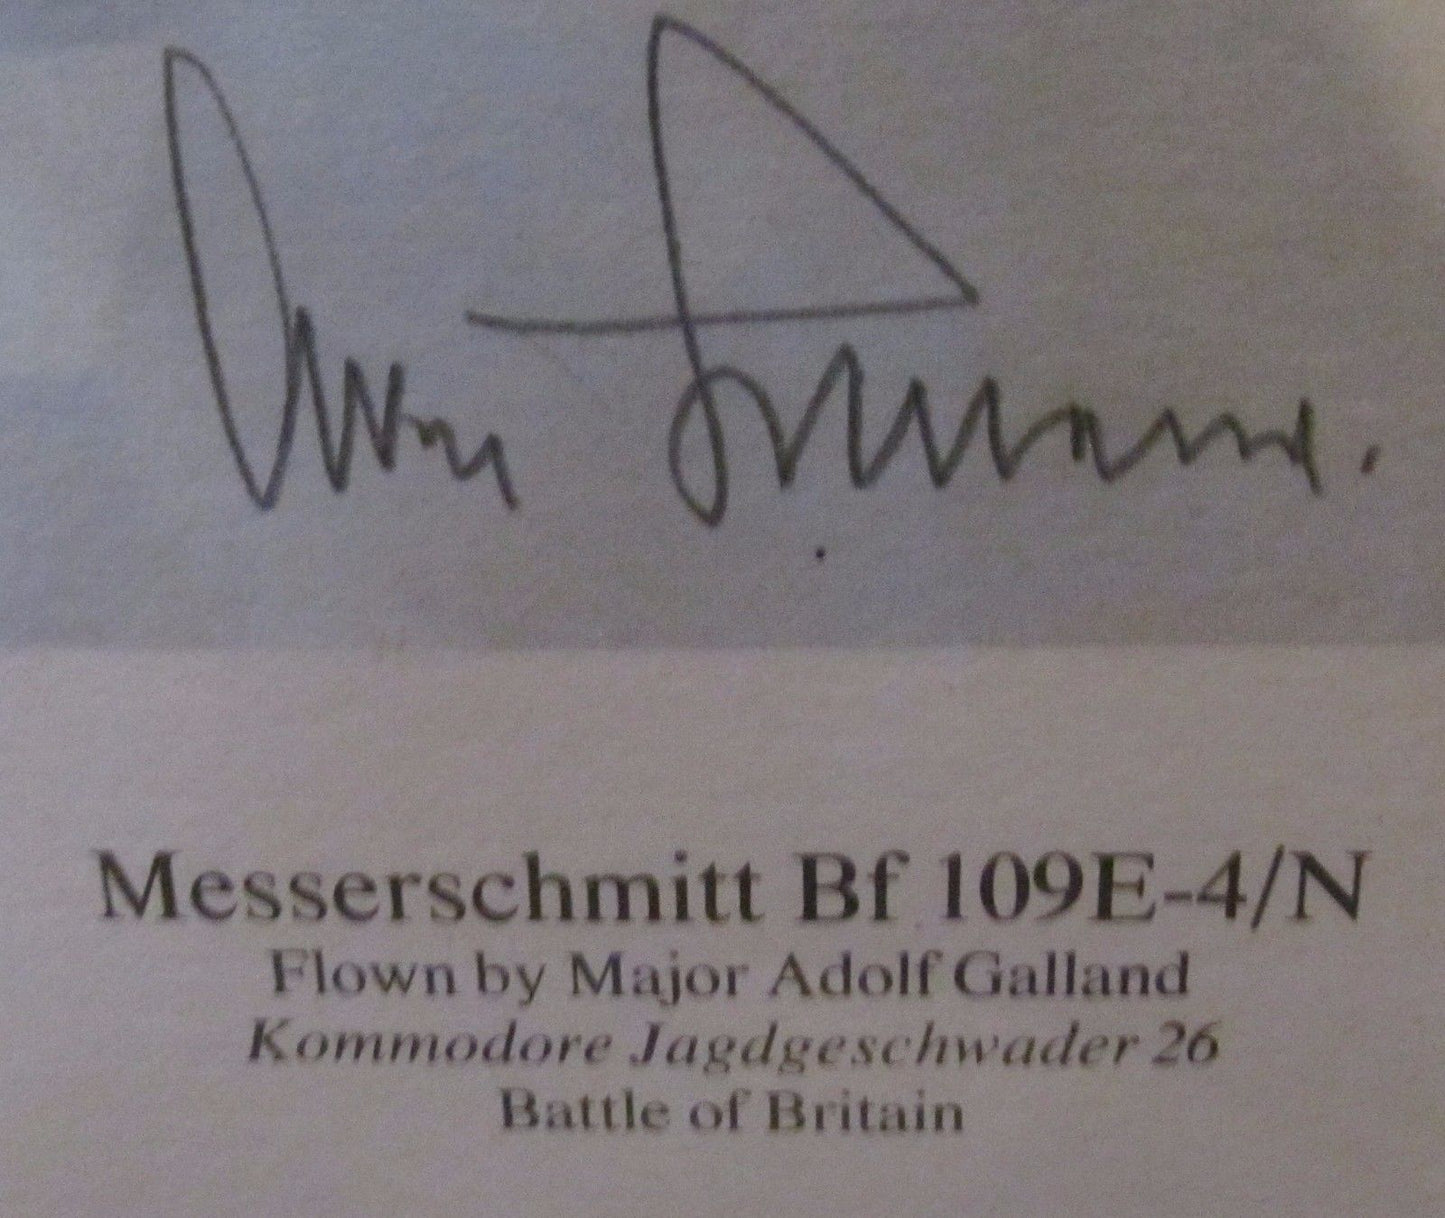 Messerschmitt Bf 109E-4/N
Flown by Major Adolf Galland
Kommodore Jagdgeschwader 26
Battle of Britain